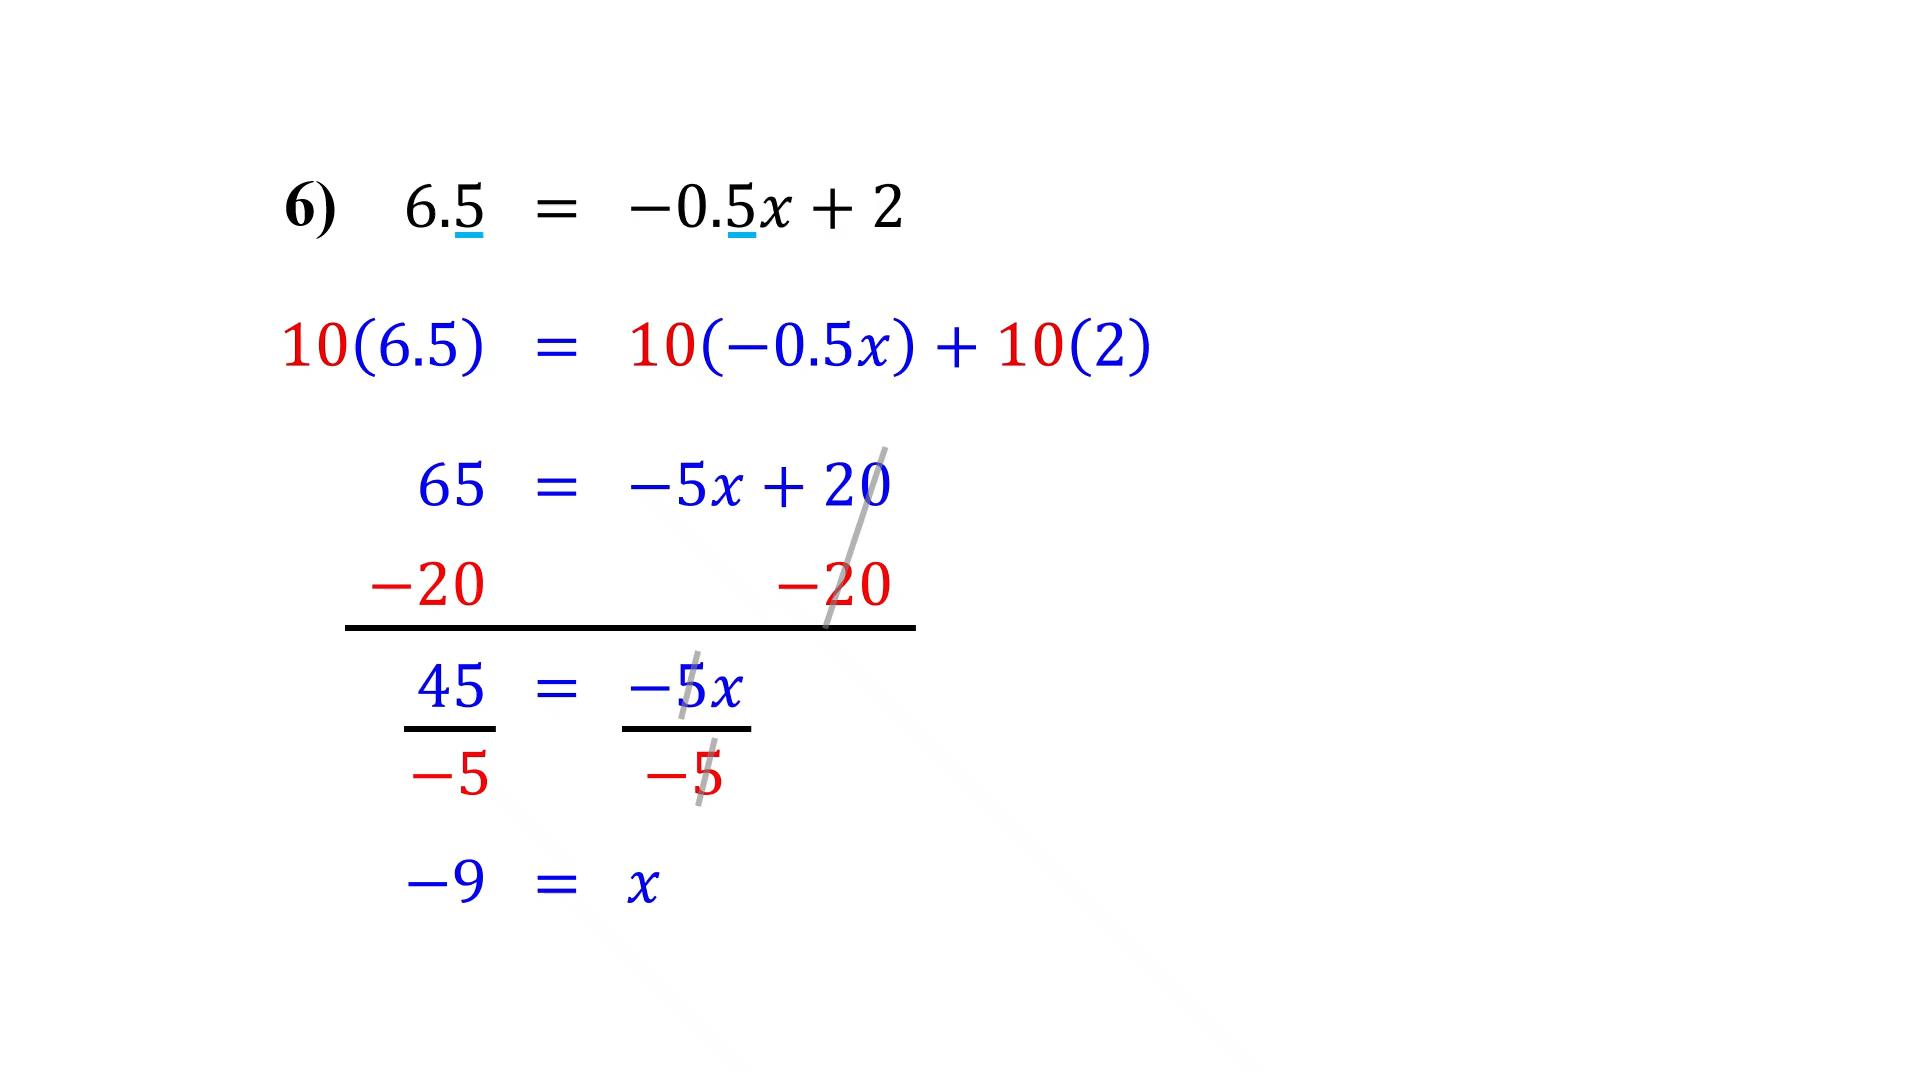 6) 6.5 = −0.5x + 2
10(6.5) = 10(−0.5x) + 10(2)
65 = −5x + 20
−20 −20
45 = −5x
−5 −5
−9 = x